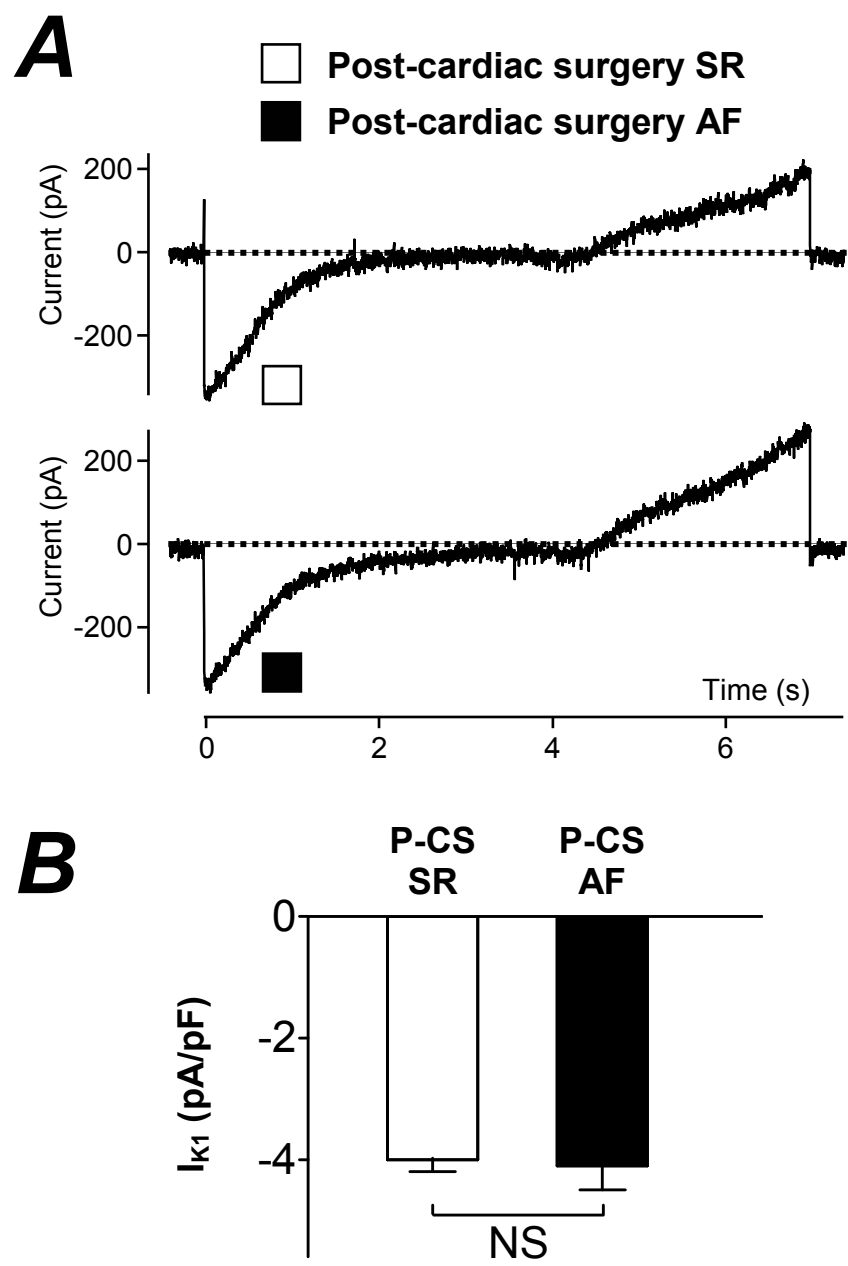 A
Post-cardiac surgery SR
Post-cardiac surgery AF
Current (pA)
200
0
-200
Current (pA)
200
0
-200
Time (s)
0 2 4 6
B
P-CS P-CS
SR AF
I_K1 (pA/pF)
0
-2
-4
NS